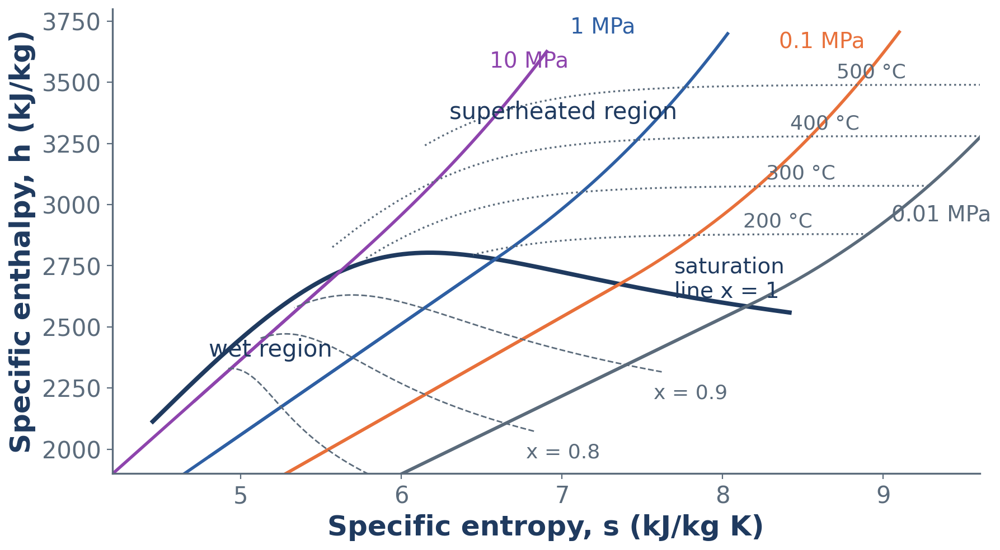 3750
3500
3250
3000
2750
2500
2250
2000
Specific enthalpy, h (kJ/kg)
1 MPa
0.1 MPa
10 MPa
500 °C
superheated region
400 °C
300 °C
0.01 MPa
200 °C
saturation
line x = 1
wet region
x = 0.9
x = 0.8
5
6
7
8
9
Specific entropy, s (kJ/kg K)